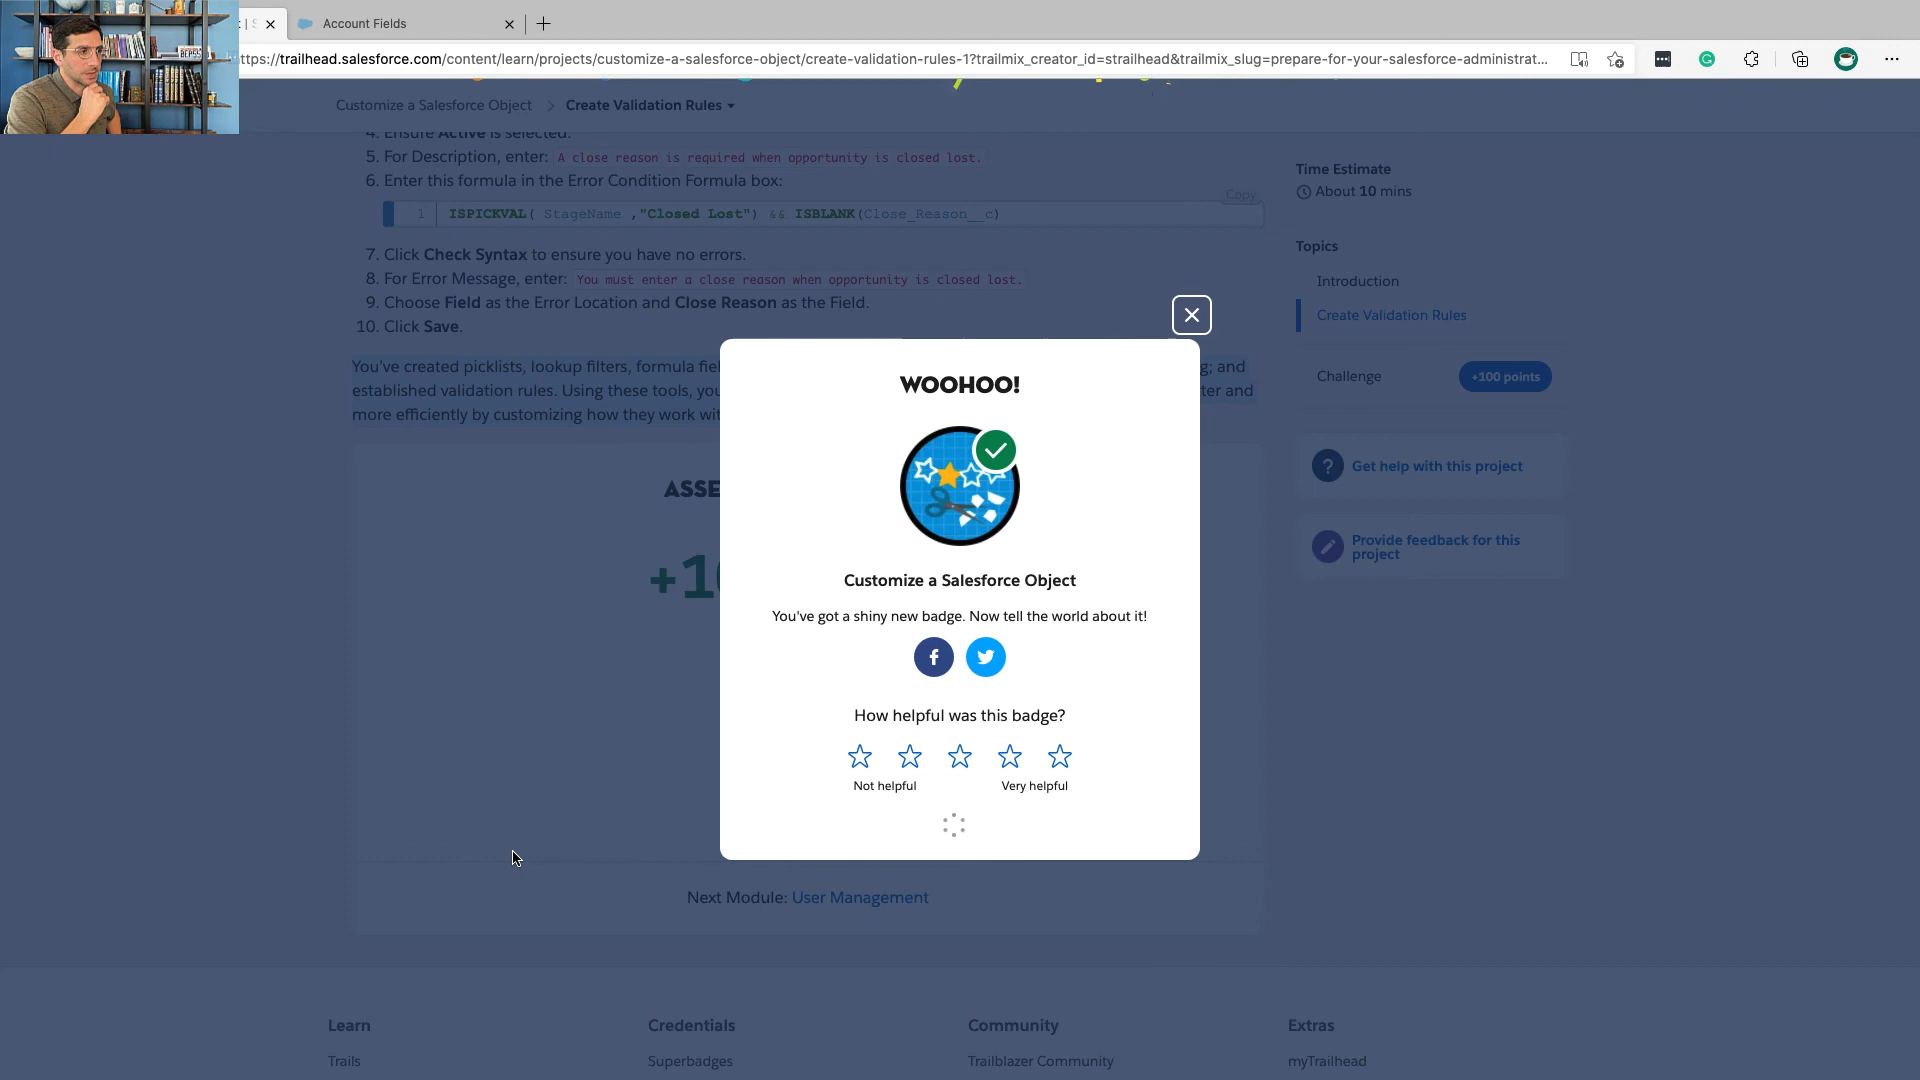 Account Fields
ttps://trailhead.salesforce.com/content/learn/projects/customize-a-salesforce-object/create-validation-rules-1?trailmix_creator_id=strailhead&trailmix_slug=prepare-for-your-salesforce-administrat...
Customize a Salesforce Object > Create Validation Rules
4. Ensure Active is selected.
5. For Description, enter: A close reason is required when opportunity is closed lost.
6. Enter this formula in the Error Condition Formula box:
Copy
1 ISPICKVAL( StageName ,"Closed Lost") && ISBLANK(Close_Reason__c)
7. Click Check Syntax to ensure you have no errors.
8. For Error Message, enter: You must enter a close reason when opportunity is closed lost.
9. Choose Field as the Error Location and Close Reason as the Field.
10. Click Save.
You've created picklists, lookup filters, formula fiel g; and
established validation rules. Using these tools, you ter and
more efficiently by customizing how they work wit
ASSE
+10
Next Module: User Management
WOOHOO!
Customize a Salesforce Object
You've got a shiny new badge. Now tell the world about it!
How helpful was this badge?
Not helpful Very helpful
Time Estimate
About 10 mins
Topics
Introduction
Create Validation Rules
Challenge +100 points
Get help with this project
Provide feedback for this
project
Learn Credentials Community Extras
Trails Superbadges Trailblazer Community myTrailhead